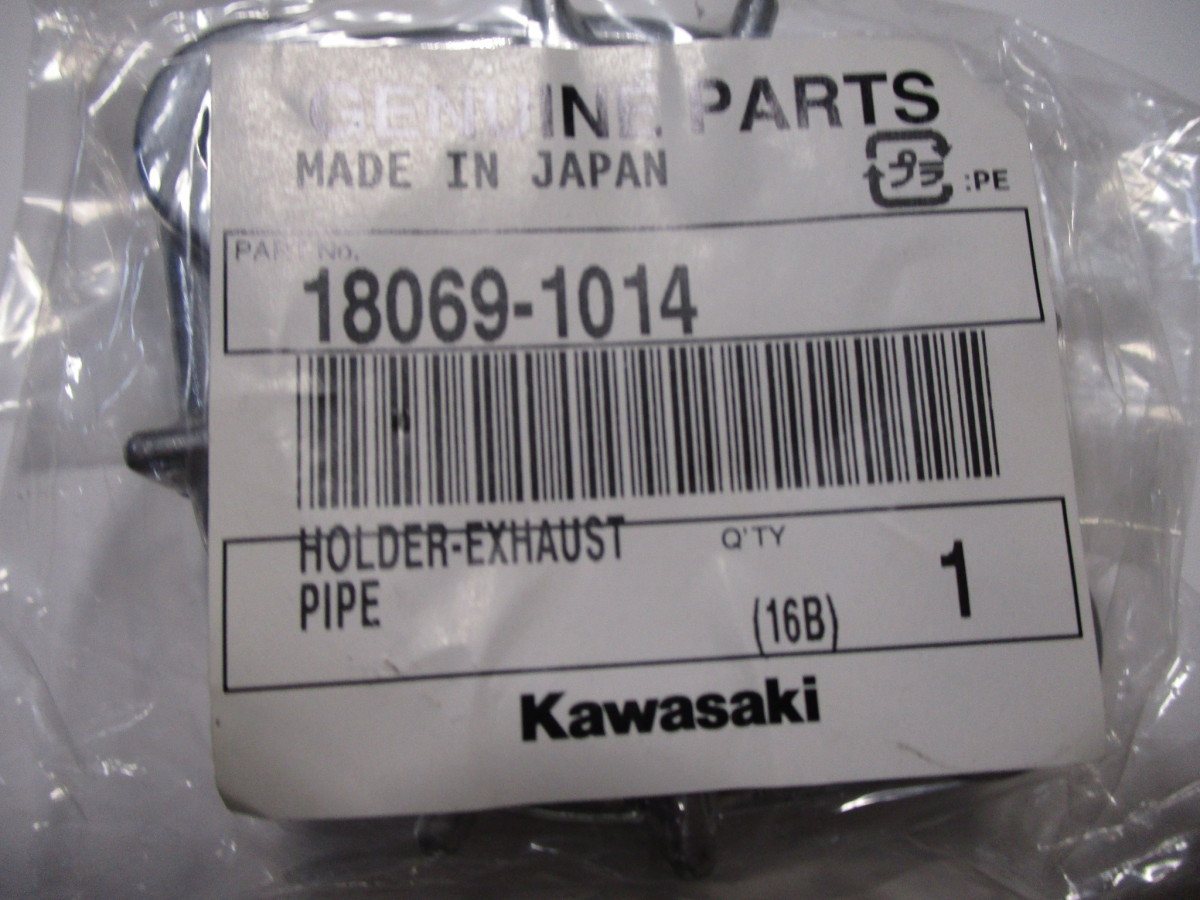 GENUINE PARTS
MADE IN JAPAN
プラ :PE
PART No.
18069-1014
HOLDER-EXHAUST
Q'TY
PIPE
(16B)
1
Kawasaki